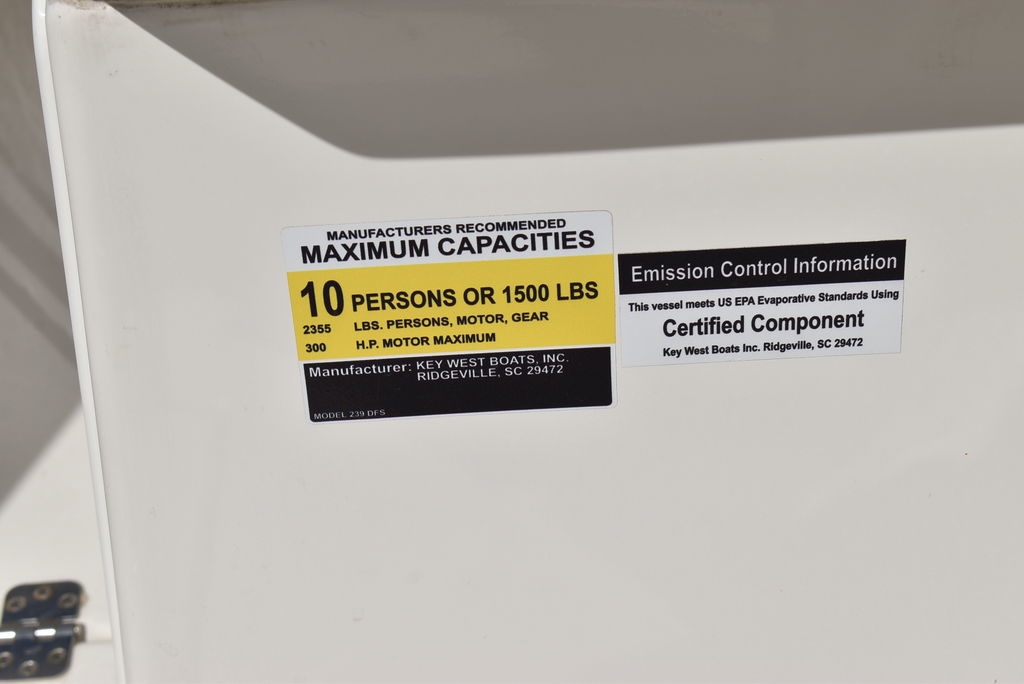 MANUFACTURERS RECOMMENDED
MAXIMUM CAPACITIES
10 PERSONS OR 1500 LBS
2355 LBS. PERSONS, MOTOR, GEAR
300 H.P. MOTOR MAXIMUM
Manufacturer: KEY WEST BOATS, INC.
RIDGEVILLE, SC 29472
MODEL 239 DFS
Emission Control Information
This vessel meets US EPA Evaporative Standards Using
Certified Component
Key West Boats Inc. Ridgeville, SC 29472